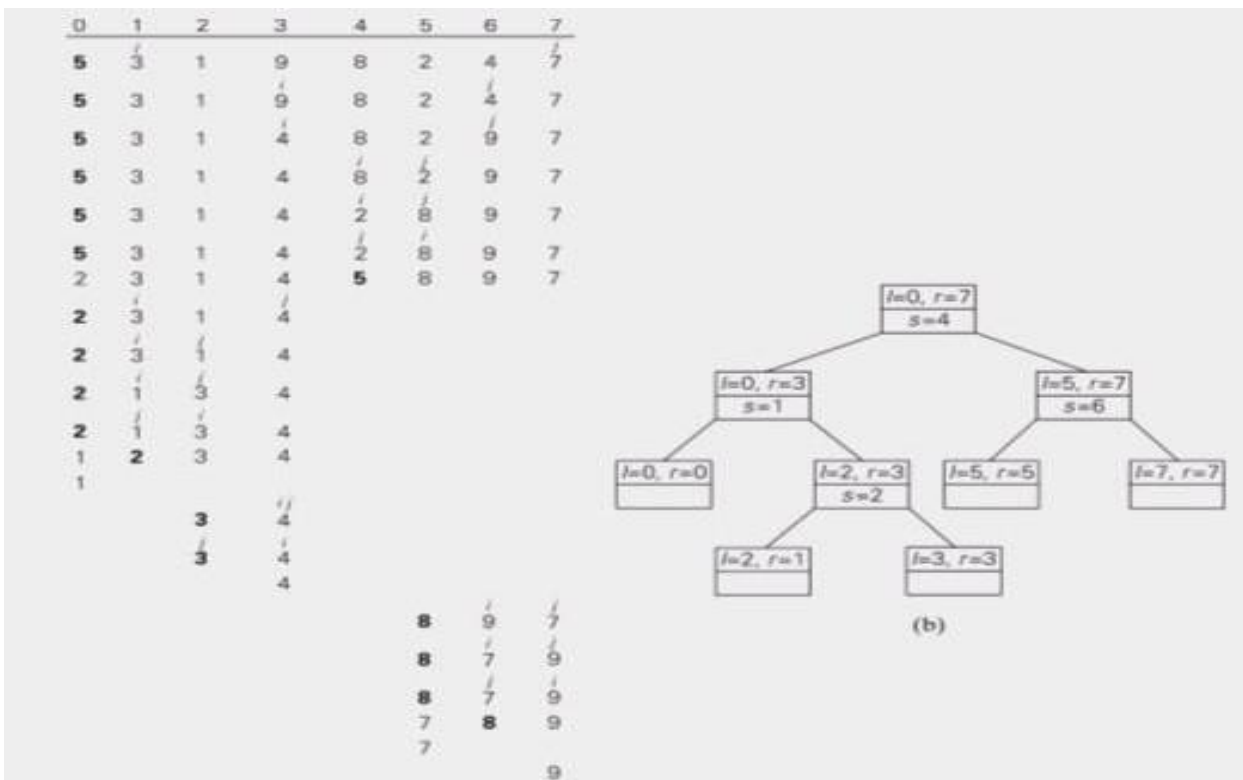 0 1 2 3 4 5 6 7
i j
5 3 1 9 8 2 4 7
i j
5 3 1 9 8 2 4 7
i j
5 3 1 4 8 2 9 7
i j
5 3 1 4 8 2 9 7
i j
5 3 1 4 2 8 9 7
j i
5 3 1 4 2 8 9 7
2 3 1 4 5 8 9 7
i j
2 3 1 4
i j
2 3 1 4
i j
2 1 3 4
j i
2 1 3 4
1 2 3 4
1
i j
3 4
j i
3 4
4
i j
8 9 7
i j
8 7 9
j i
8 7 9
7 8 9
7
9
l=0, r=7
s=4
l=0, r=3
s=1
l=5, r=7
s=6
l=0, r=0
l=2, r=3
s=2
l=5, r=5
l=7, r=7
l=2, r=1
l=3, r=3
(b)